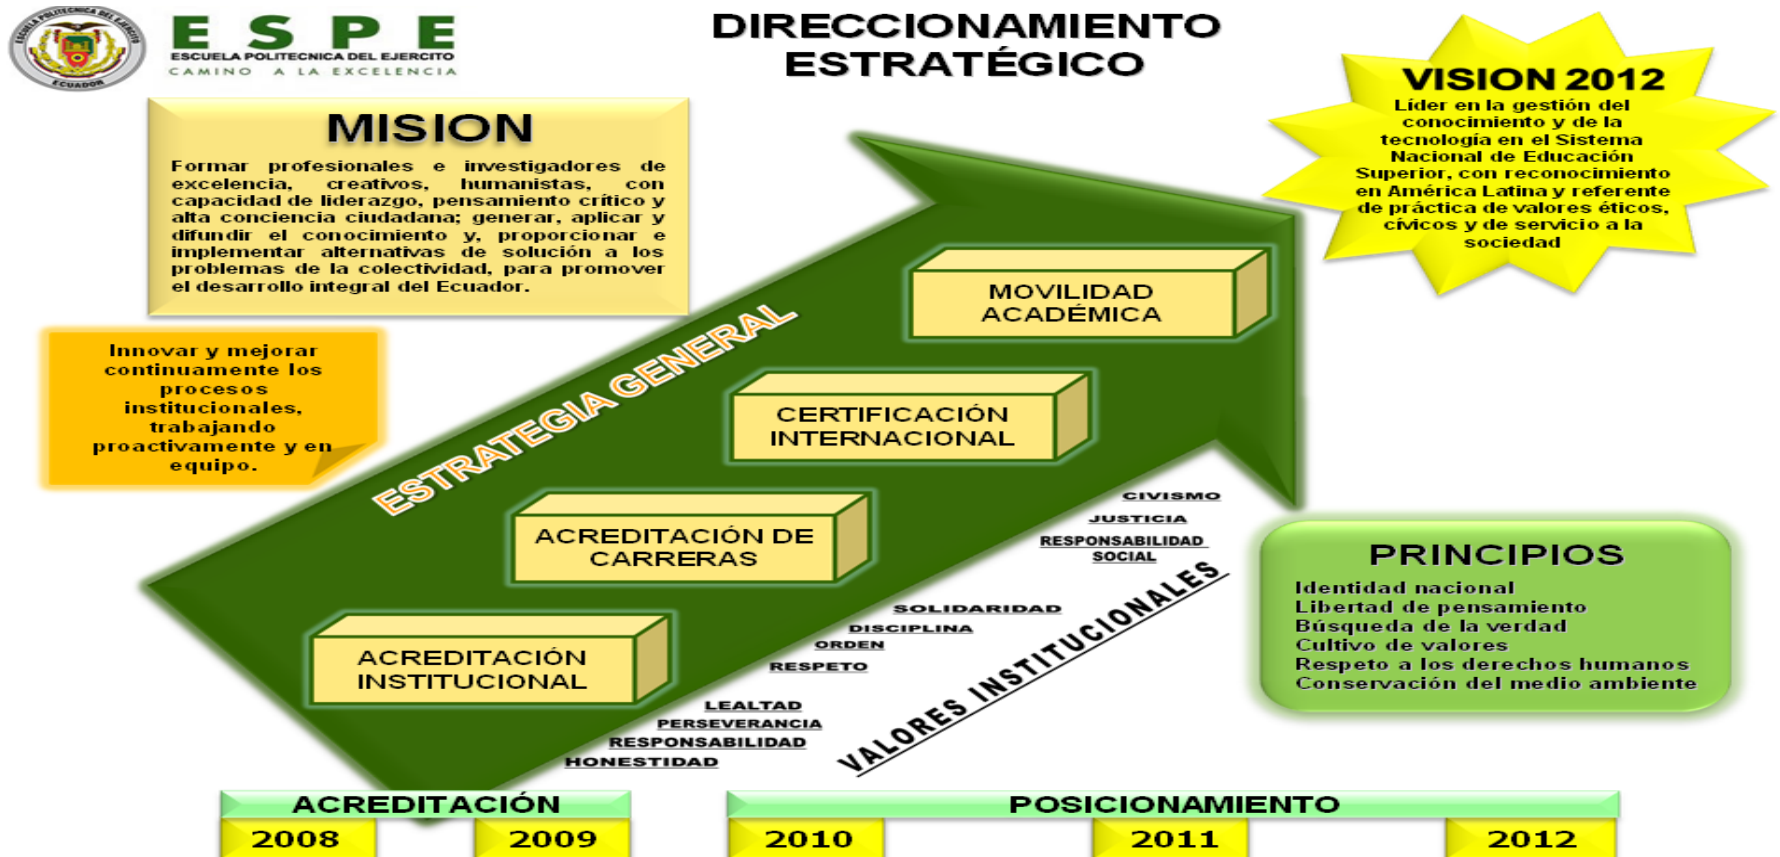 ESCUELA POLITECNICA DEL EJERCITO
ECUADOR
ESPE
ESCUELA POLITECNICA DEL EJERCITO
CAMINO A LA EXCELENCIA
DIRECCIONAMIENTO
ESTRATÉGICO
VISION 2012
Líder en la gestión del
conocimiento y de la
tecnología en el Sistema
Nacional de Educación
Superior, con reconocimiento
en América Latina y referente
de práctica de valores éticos,
cívicos y de servicio a la
sociedad
MISION
Formar profesionales e investigadores de
excelencia, creativos, humanistas, con
capacidad de liderazgo, pensamiento crítico y
alta conciencia ciudadana; generar, aplicar y
difundir el conocimiento y, proporcionar e
implementar alternativas de solución a los
problemas de la colectividad, para promover
el desarrollo integral del Ecuador.
Innovar y mejorar
continuamente los
procesos
institucionales,
trabajando
proactivamente y en
equipo.
ESTRATEGIA GENERAL
MOVILIDAD
ACADÉMICA
CERTIFICACIÓN
INTERNACIONAL
ACREDITACIÓN DE
CARRERAS
ACREDITACIÓN
INSTITUCIONAL
CIVISMO
JUSTICIA
RESPONSABILIDAD
SOCIAL
SOLIDARIDAD
DISCIPLINA
ORDEN
RESPETO
LEALTAD
PERSEVERANCIA
RESPONSABILIDAD
HONESTIDAD
VALORES INSTITUCIONALES
PRINCIPIOS
Identidad nacional
Libertad de pensamiento
Búsqueda de la verdad
Cultivo de valores
Respeto a los derechos humanos
Conservación del medio ambiente
ACREDITACIÓN
POSICIONAMIENTO
2008
2009
2010
2011
2012